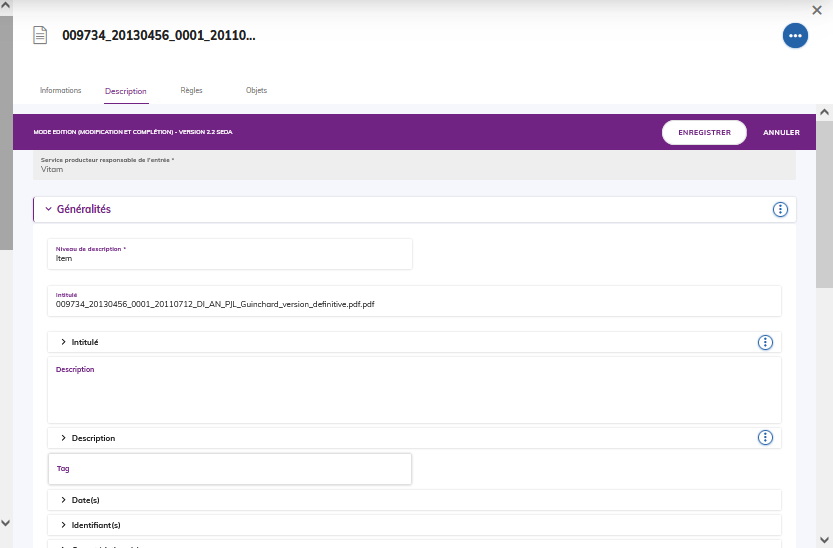 009734_20130456_0001_20110...
Informations
Description
Règles
Objets
MODE EDITION (MODIFICATION ET COMPLÉTION) - VERSION 2.2 SEDA
ENREGISTRER
ANNULER
Service producteur responsable de l'entrée *
Vitam
Généralités
Niveau de description *
Item
Intitulé
009734_20130456_0001_20110712_DI_AN_PJL_Guinchard_version_definitive.pdf.pdf
Intitulé
Description
Description
Tag
Date(s)
Identifiant(s)